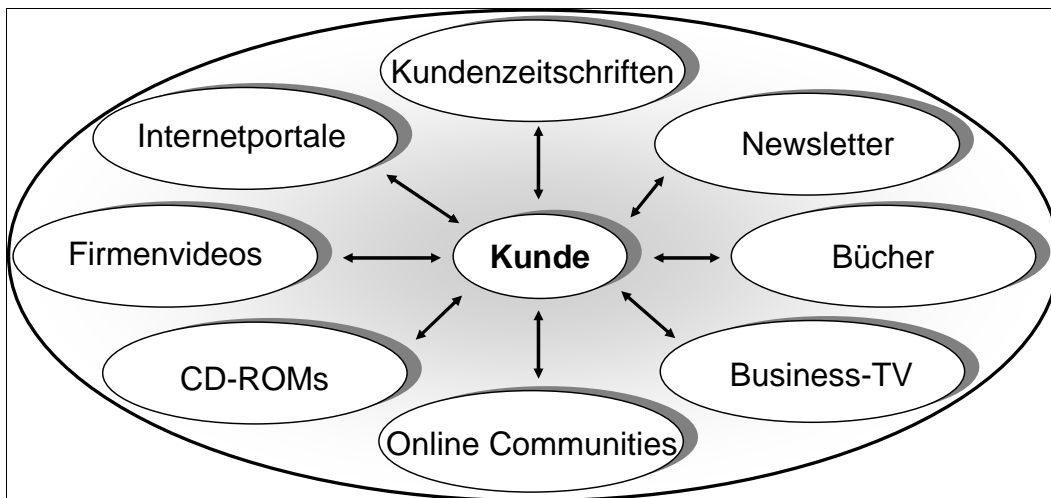 Kundenzeitschriften
Internetportale
Newsletter
Firmenvideos
Kunde
Bücher
CD-ROMs
Business-TV
Online Communities